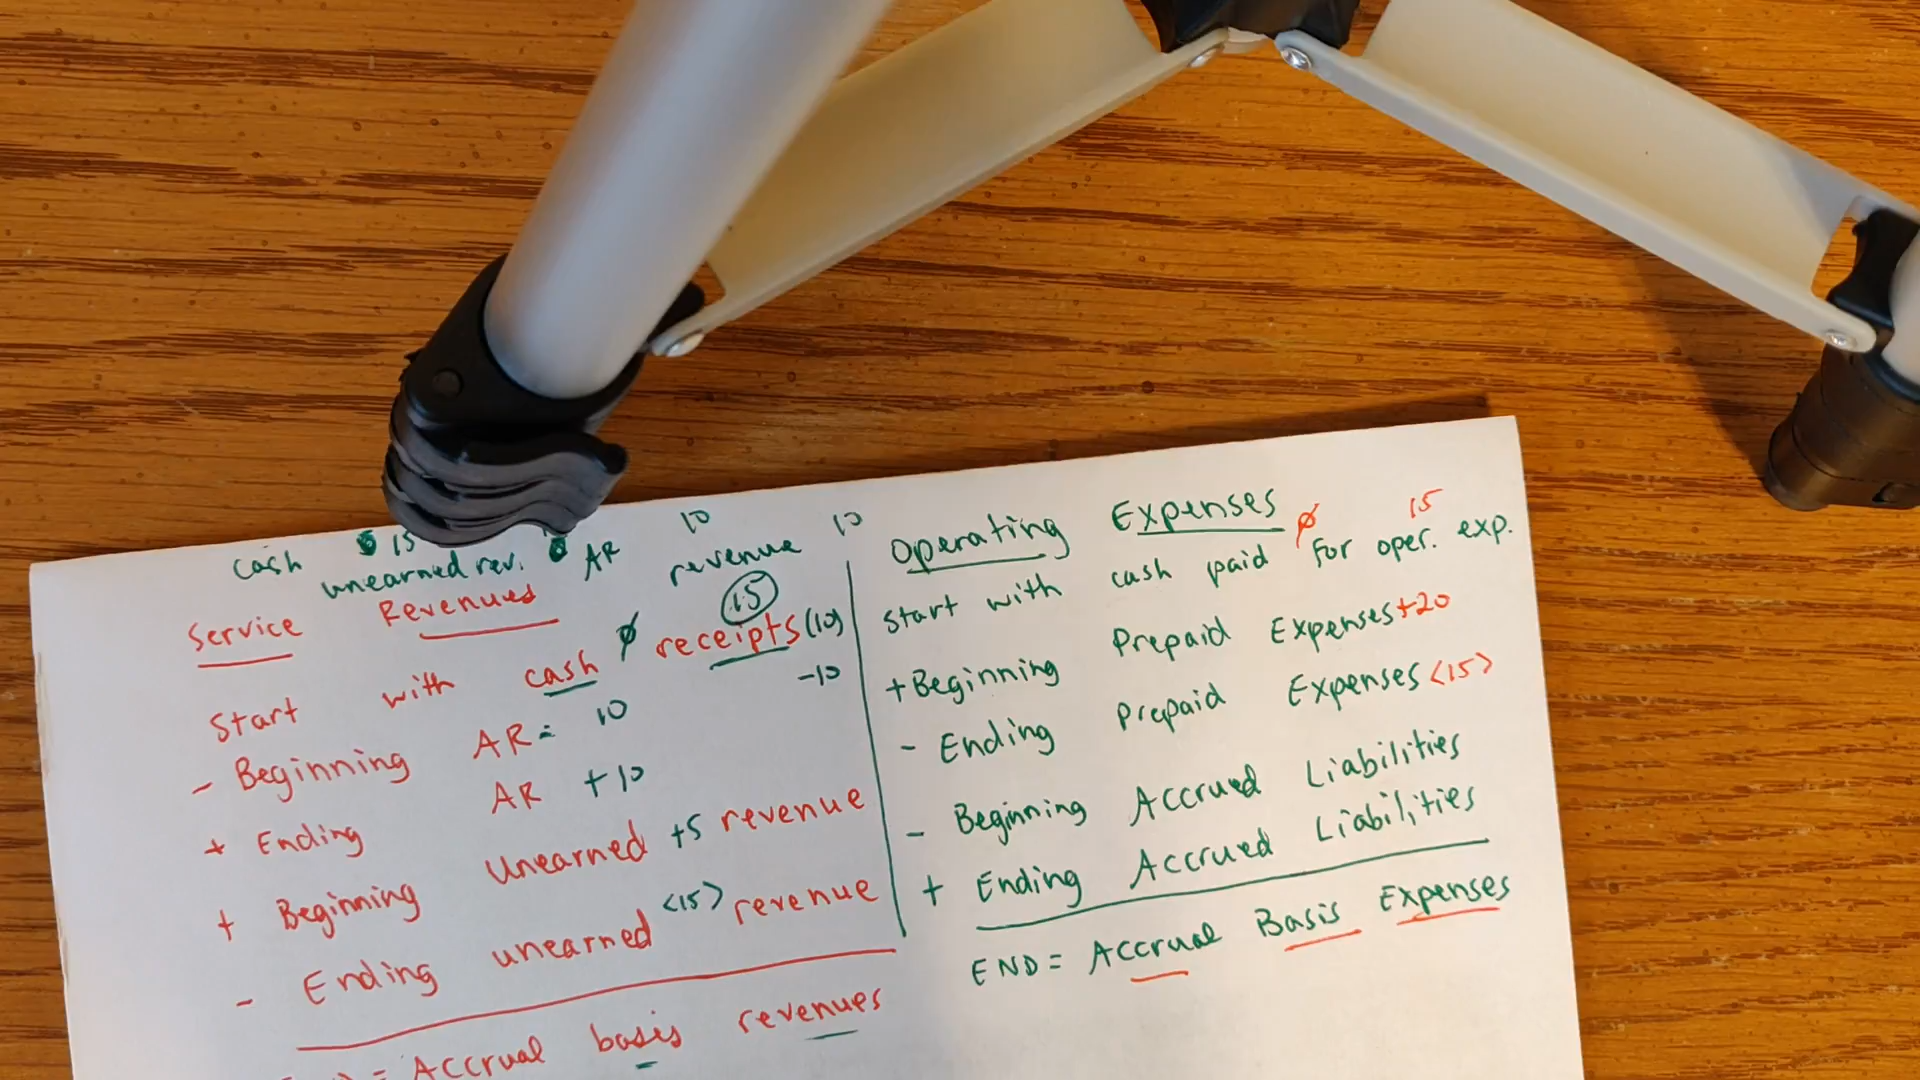 cash 15 AR 10 revenue 10
unearned rev.
Service Revenues
Start with cash ∅ receipts (10)
15
-10
- Beginning AR = 10
+ Ending AR +10
+ Beginning Unearned +5 revenue
- Ending unearned <15> revenue
= Accrual basis revenues
Operating Expenses
start with cash paid ∅ for oper. exp. 15
+ Beginning Prepaid Expenses +20
- Ending Prepaid Expenses <15>
- Beginning Accrued Liabilities
+ Ending Accrued Liabilities
END = Accrual Basis Expenses